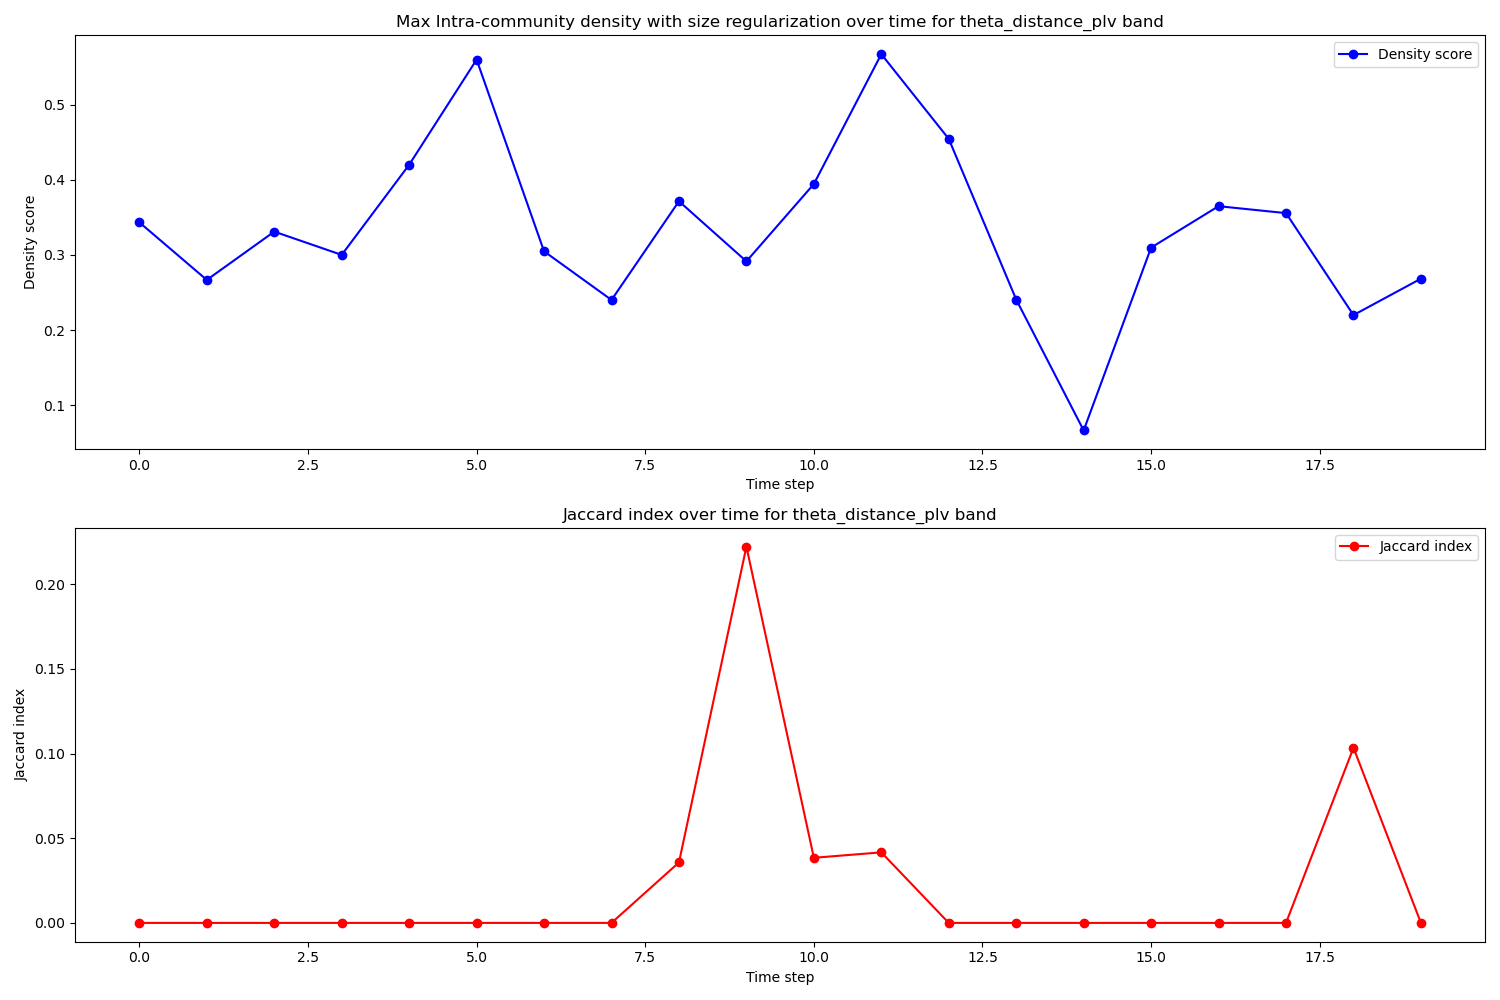 Max Intra-community density with size regularization over time for theta_distance_plv band
Density score
Density score
0.5
0.4
0.3
0.2
0.1
0.0 2.5 5.0 7.5 10.0 12.5 15.0 17.5
Time step
Jaccard index over time for theta_distance_plv band
Jaccard index
Jaccard index
0.20
0.15
0.10
0.05
0.00
0.0 2.5 5.0 7.5 10.0 12.5 15.0 17.5
Time step